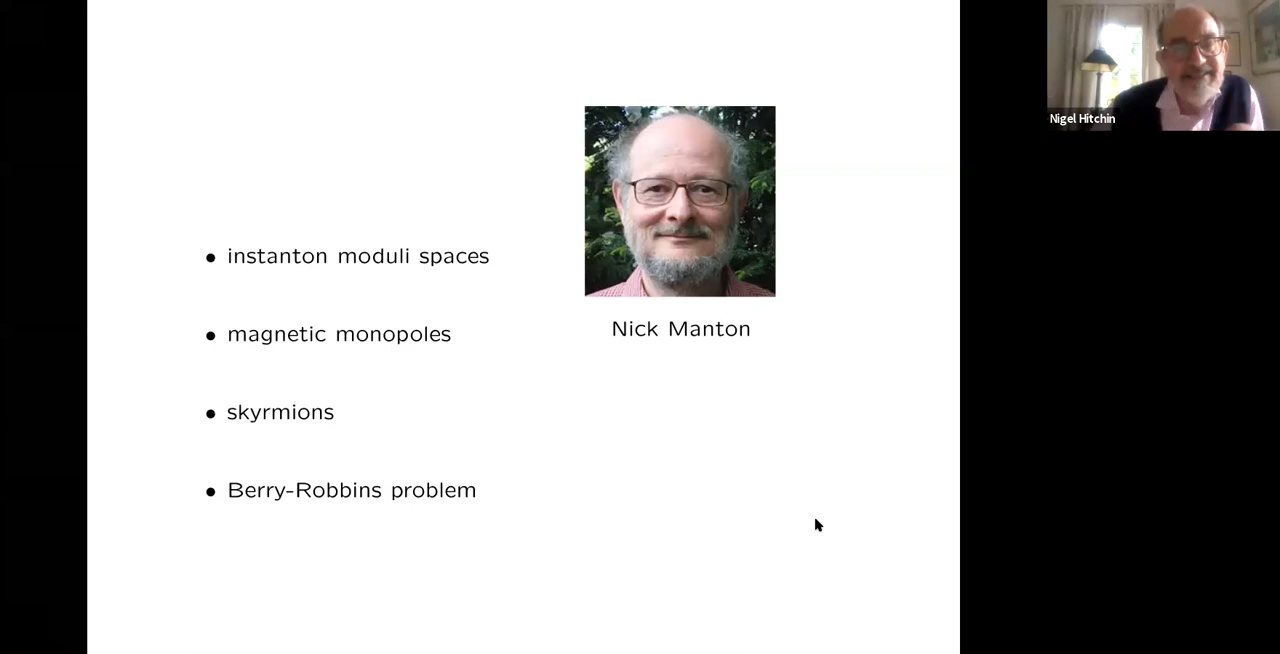 Nigel Hitchin
• instanton moduli spaces
• magnetic monopoles
• skyrmions
• Berry-Robbins problem
Nick Manton